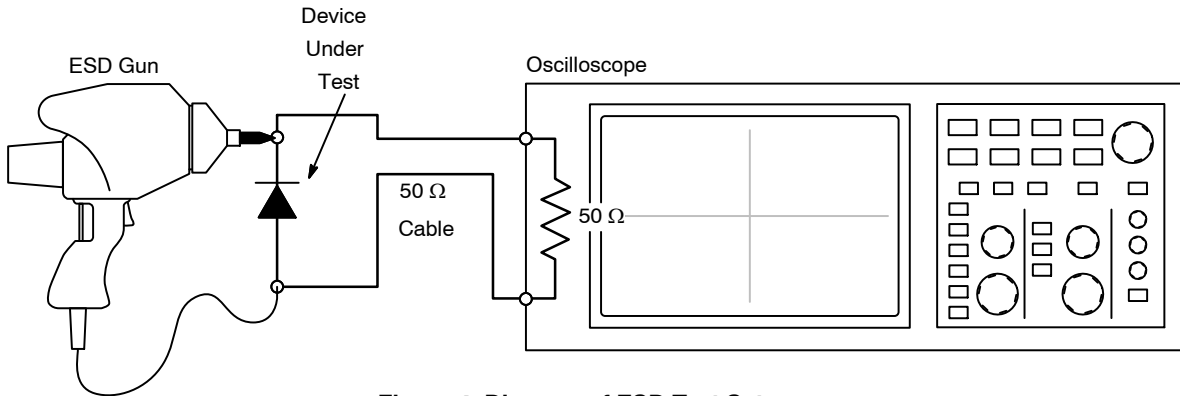 Device
Under
Test
ESD Gun
Oscilloscope
50 Ω
Cable
50 Ω